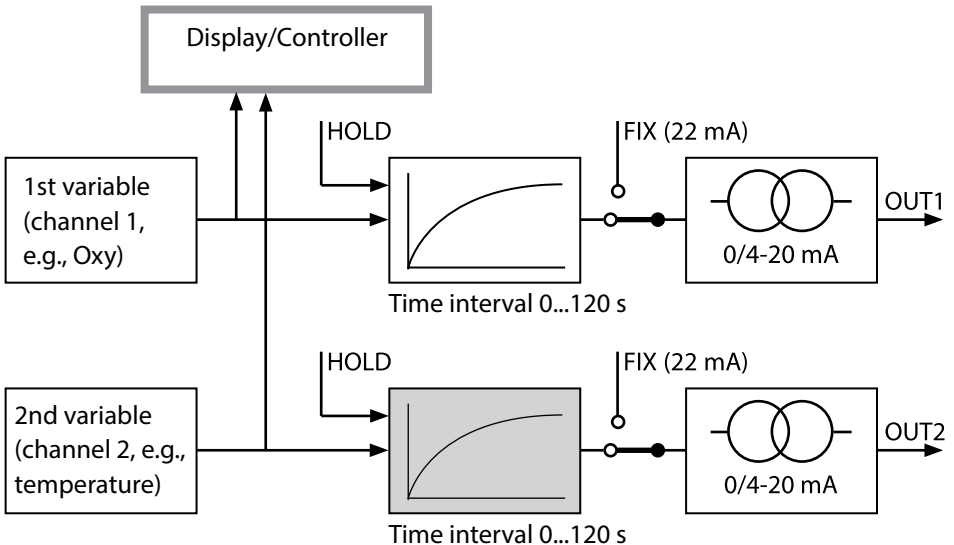 Display/Controller
HOLD
FIX (22 mA)
1st variable
(channel 1,
e.g., Oxy)
OUT1
0/4-20 mA
Time interval 0...120 s
HOLD
FIX (22 mA)
2nd variable
(channel 2, e.g.,
temperature)
OUT2
0/4-20 mA
Time interval 0...120 s